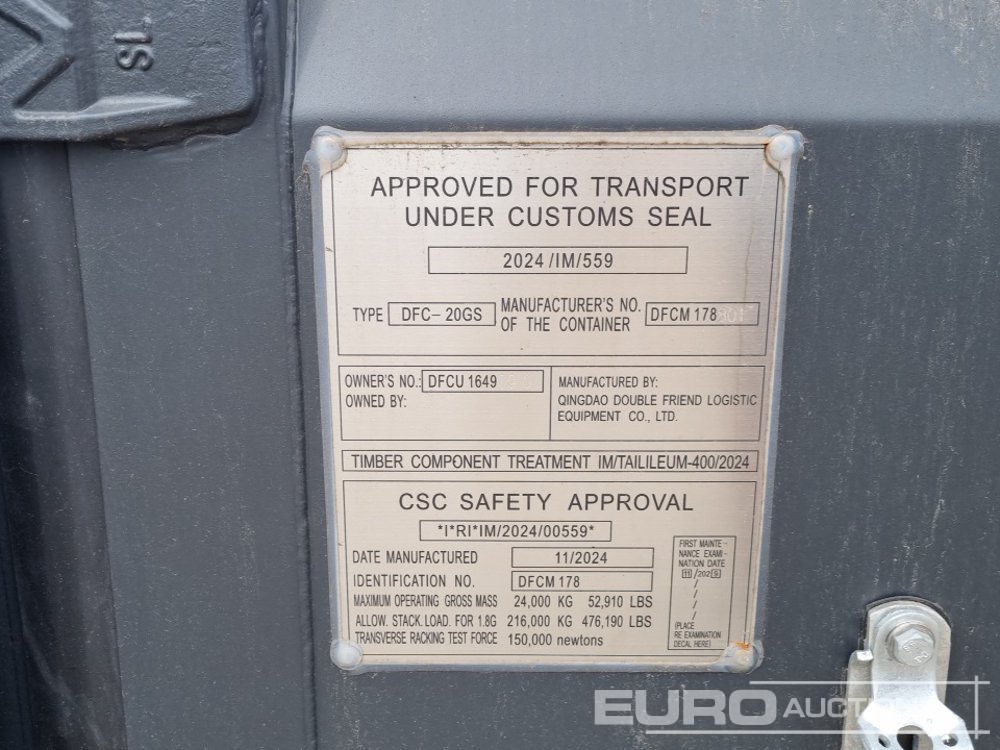 SL
APPROVED FOR TRANSPORT
UNDER CUSTOMS SEAL
2024/IM/559
TYPE DFC-20GS MANUFACTURER'S NO.
OF THE CONTAINER DFCM 178
OWNER'S NO.: DFCU 1649
OWNED BY:
MANUFACTURED BY:
QINGDAO DOUBLE FRIEND LOGISTIC
EQUIPMENT CO., LTD.
TIMBER COMPONENT TREATMENT IM/TAILILEUM-400/2024
CSC SAFETY APPROVAL
*I*RI*IM/2024/00559*
DATE MANUFACTURED 11/2024
IDENTIFICATION NO. DFCM 178
MAXIMUM OPERATING GROSS MASS 24,000 KG 52,910 LBS
ALLOW. STACK. LOAD. FOR 1.8G 216,000 KG 476,190 LBS
TRANSVERSE RACKING TEST FORCE 150,000 newtons
FIRST MAINTE-
NANCE EXAMI-
NATION DATE
11/2029
/
/
/
(PLACE
RE EXAMINATION
DECAL HERE)
EURO AUCTIONS